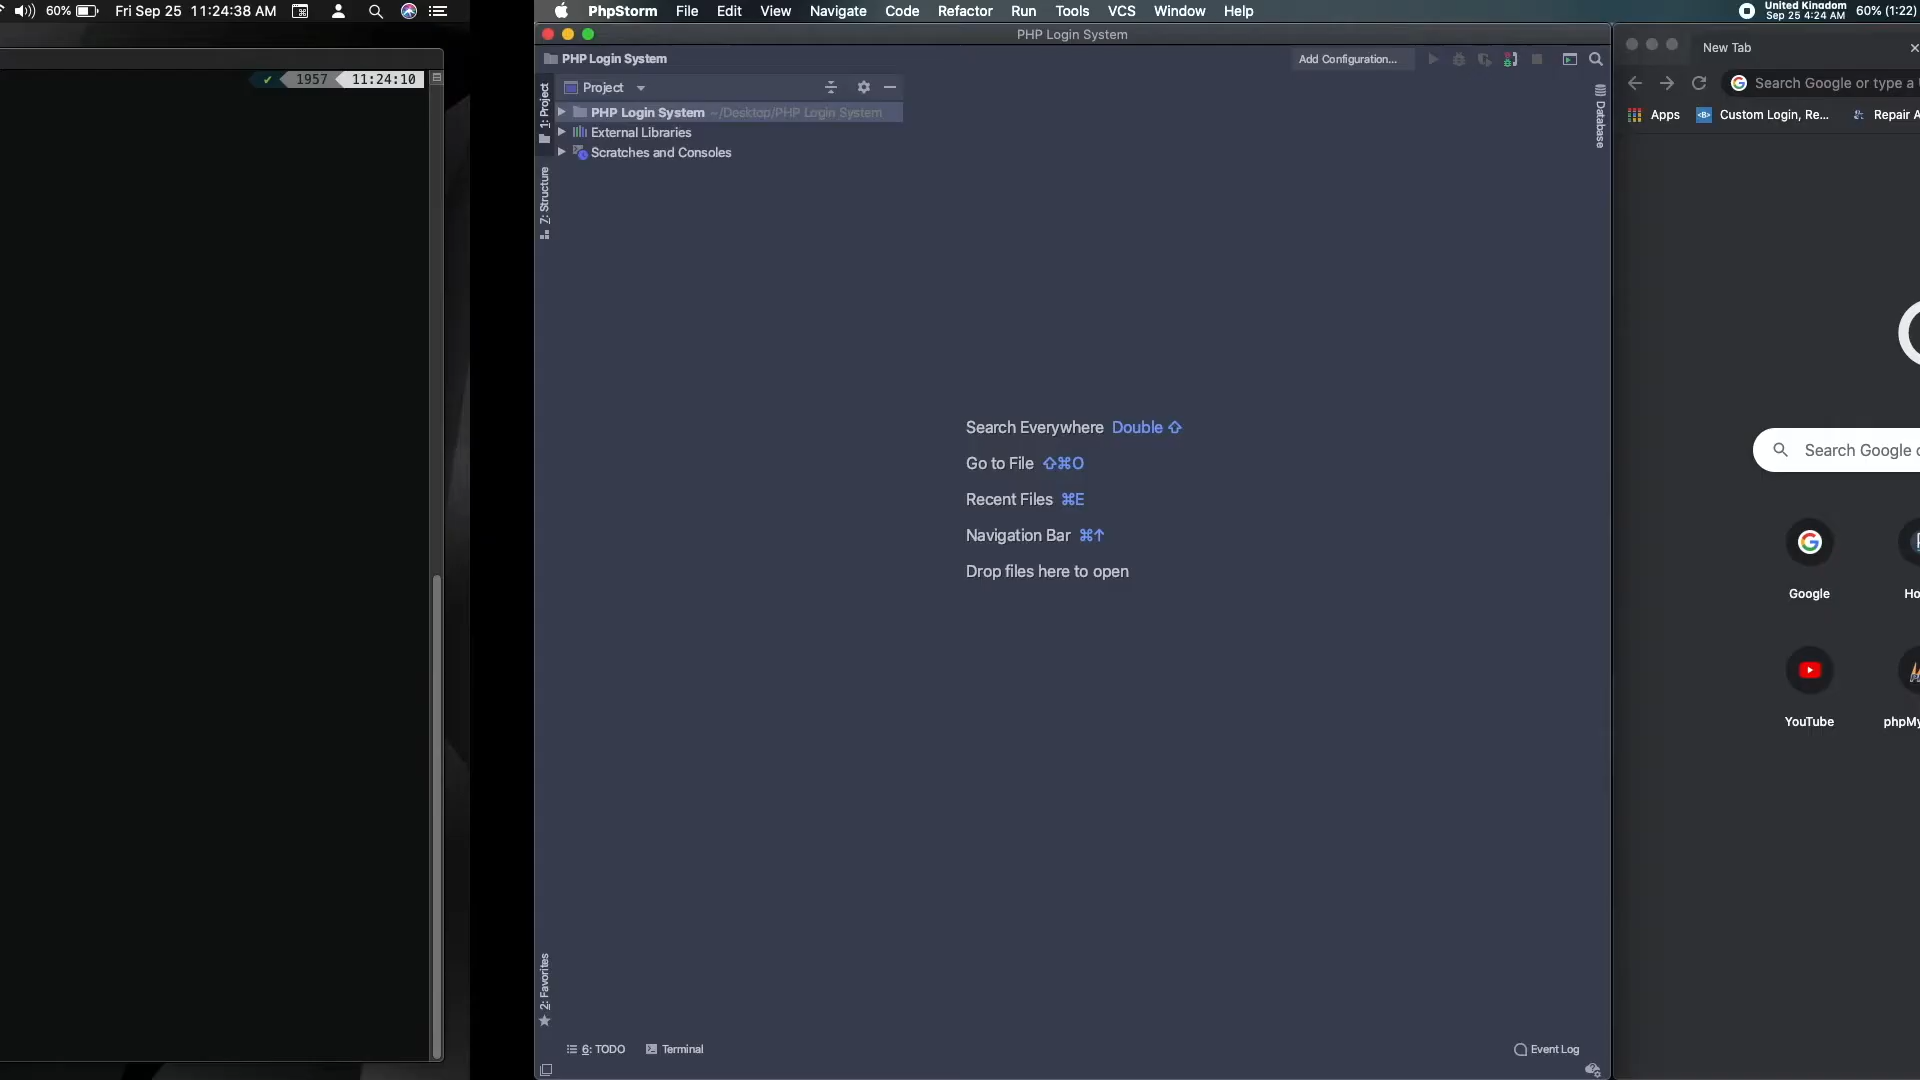 60% Fri Sep 25 11:24:38 AM
✔ 1957 11:24:10
PhpStorm File Edit View Navigate Code Refactor Run Tools VCS Window Help
United Kingdom
Sep 25 4:24 AM
60% (1:22)
PHP Login System
PHP Login System
Add Configuration...
Project
PHP Login System ~/Desktop/PHP Login System
External Libraries
Scratches and Consoles
1: Project
Z: Structure
2: Favorites
Database
Search Everywhere Double ⇧
Go to File ⇧⌘O
Recent Files ⌘E
Navigation Bar ⌘↑
Drop files here to open
6: TODO
Terminal
Event Log
New Tab
Search Google or type a
Apps
Custom Login, Re...
Repair A
Search Google o
Google
Ho
YouTube
phpMy